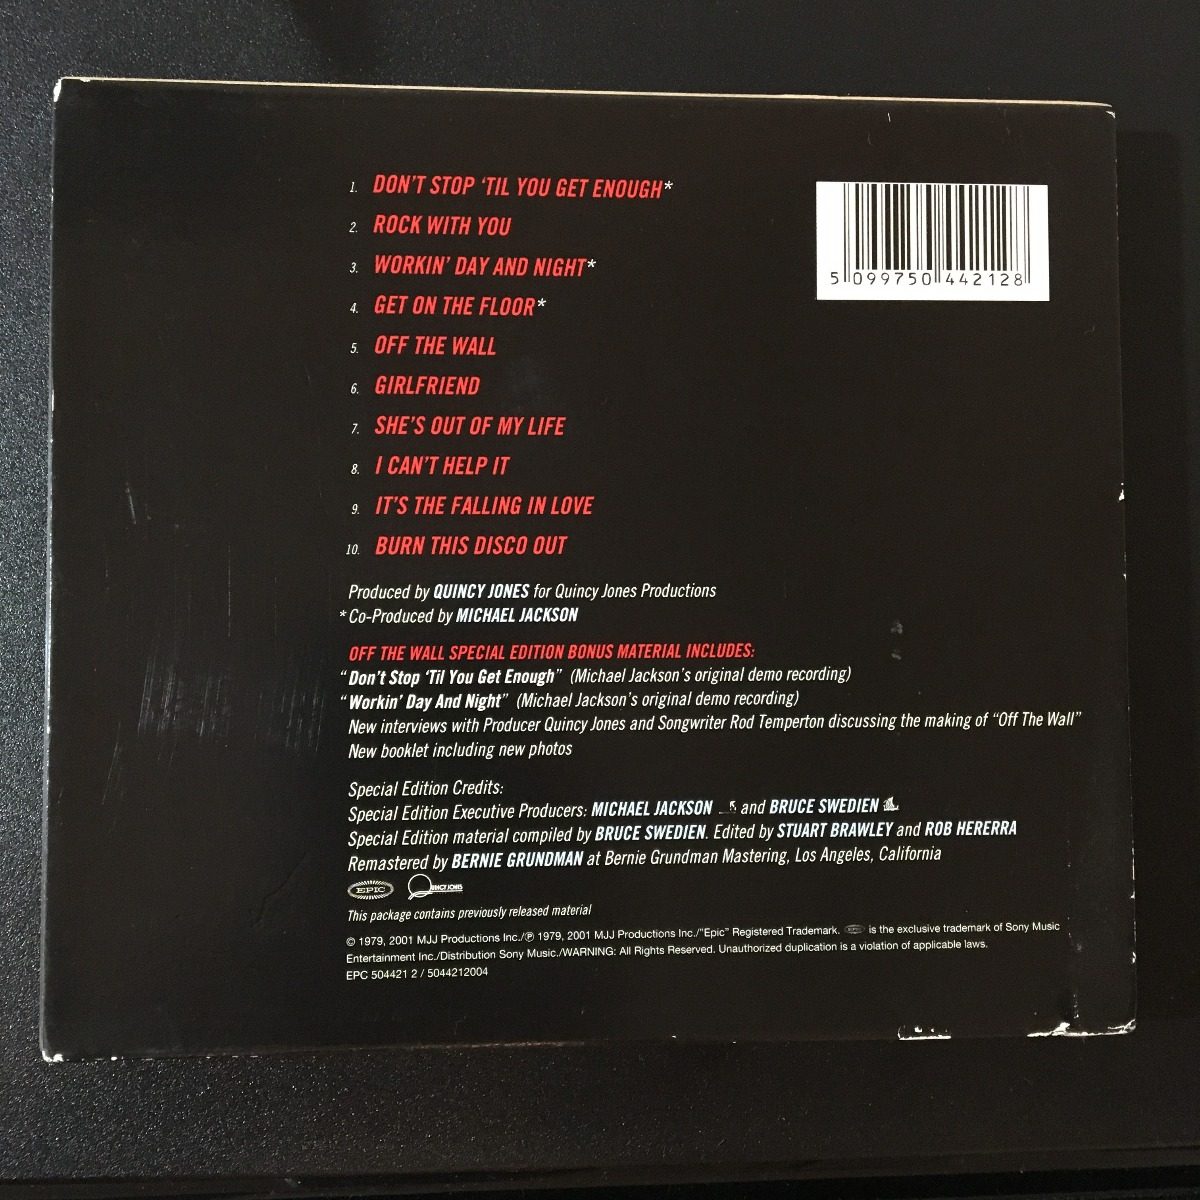 1. DON'T STOP 'TIL YOU GET ENOUGH*
2. ROCK WITH YOU
3. WORKIN' DAY AND NIGHT*
4. GET ON THE FLOOR*
5. OFF THE WALL
6. GIRLFRIEND
7. SHE'S OUT OF MY LIFE
8. I CAN'T HELP IT
9. IT'S THE FALLING IN LOVE
10. BURN THIS DISCO OUT
5 099750 442128
Produced by QUINCY JONES for Quincy Jones Productions
*Co-Produced by MICHAEL JACKSON
OFF THE WALL SPECIAL EDITION BONUS MATERIAL INCLUDES:
"Don't Stop 'Til You Get Enough" (Michael Jackson's original demo recording)
"Workin' Day And Night" (Michael Jackson's original demo recording)
New interviews with Producer Quincy Jones and Songwriter Rod Temperton discussing the making of "Off The Wall"
New booklet including new photos
Special Edition Credits:
Special Edition Executive Producers: MICHAEL JACKSON and BRUCE SWEDIEN
Special Edition material compiled by BRUCE SWEDIEN. Edited by STUART BRAWLEY and ROB HERERRA
Remastered by BERNIE GRUNDMAN at Bernie Grundman Mastering, Los Angeles, California
EPIC QUINCY JONES
This package contains previously released material
© 1979, 2001 MJJ Productions Inc./℗ 1979, 2001 MJJ Productions Inc./"Epic" Registered Trademark. EPIC is the exclusive trademark of Sony Music
Entertainment Inc./Distribution Sony Music./WARNING: All Rights Reserved. Unauthorized duplication is a violation of applicable laws.
EPC 504421 2 / 5044212004